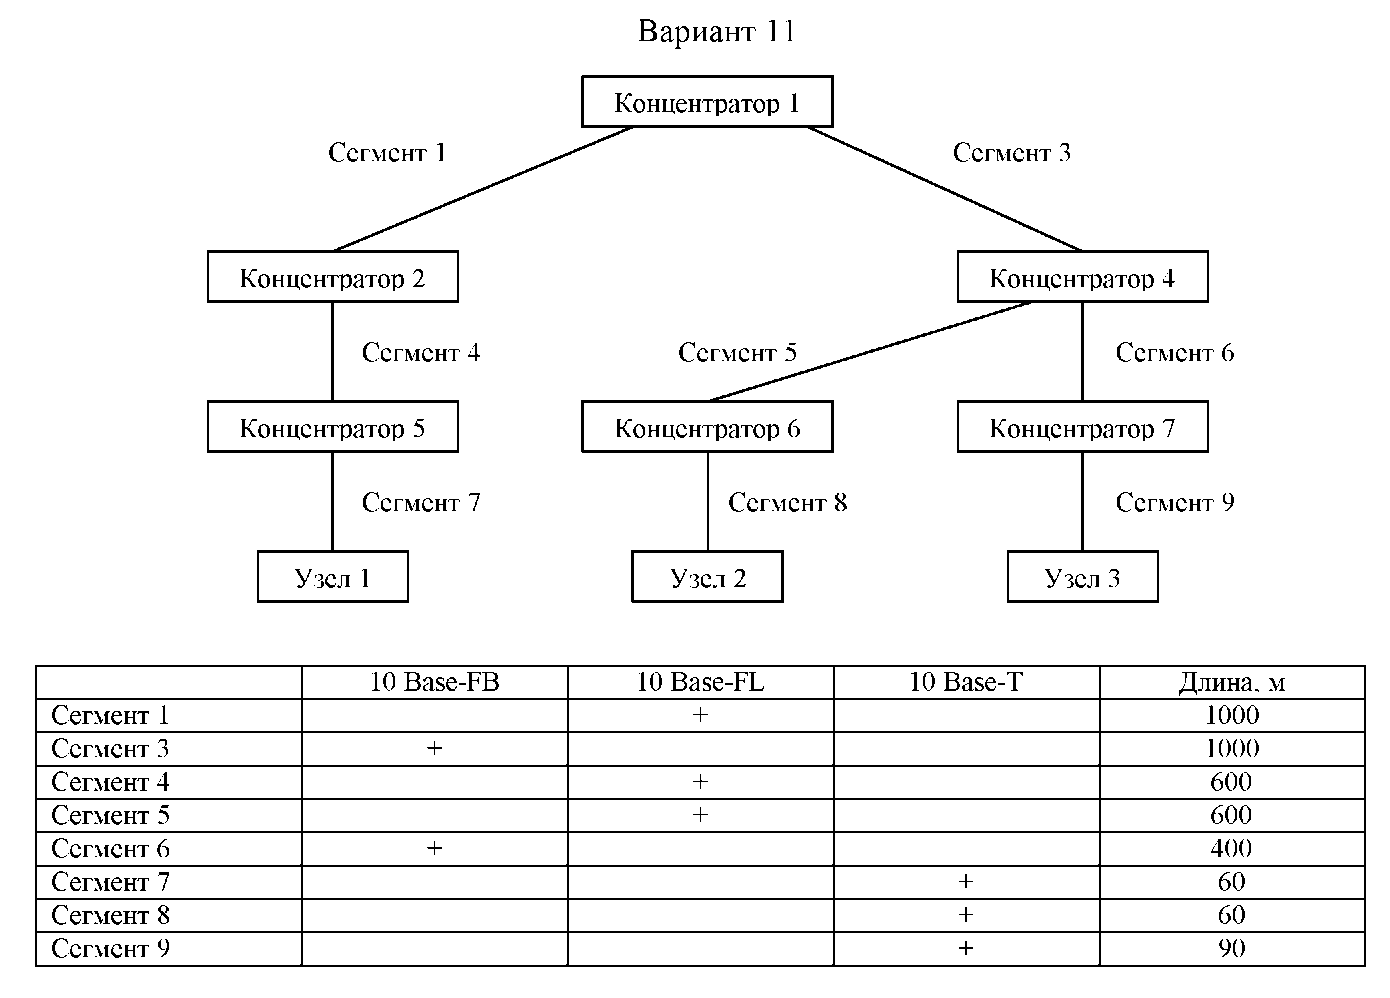 Вариант 11
Концентратор 1
Сегмент 1
Сегмент 3
Концентратор 2
Концентратор 4
Сегмент 4
Сегмент 5
Сегмент 6
Концентратор 5
Концентратор 6
Концентратор 7
Сегмент 7
Сегмент 8
Сегмент 9
Узел 1
Узел 2
Узел 3
10 Base-FB 10 Base-FL 10 Base-T Длина, м
Сегмент 1 + 1000
Сегмент 3 + 1000
Сегмент 4 + 600
Сегмент 5 + 600
Сегмент 6 + 400
Сегмент 7 + 60
Сегмент 8 + 60
Сегмент 9 + 90